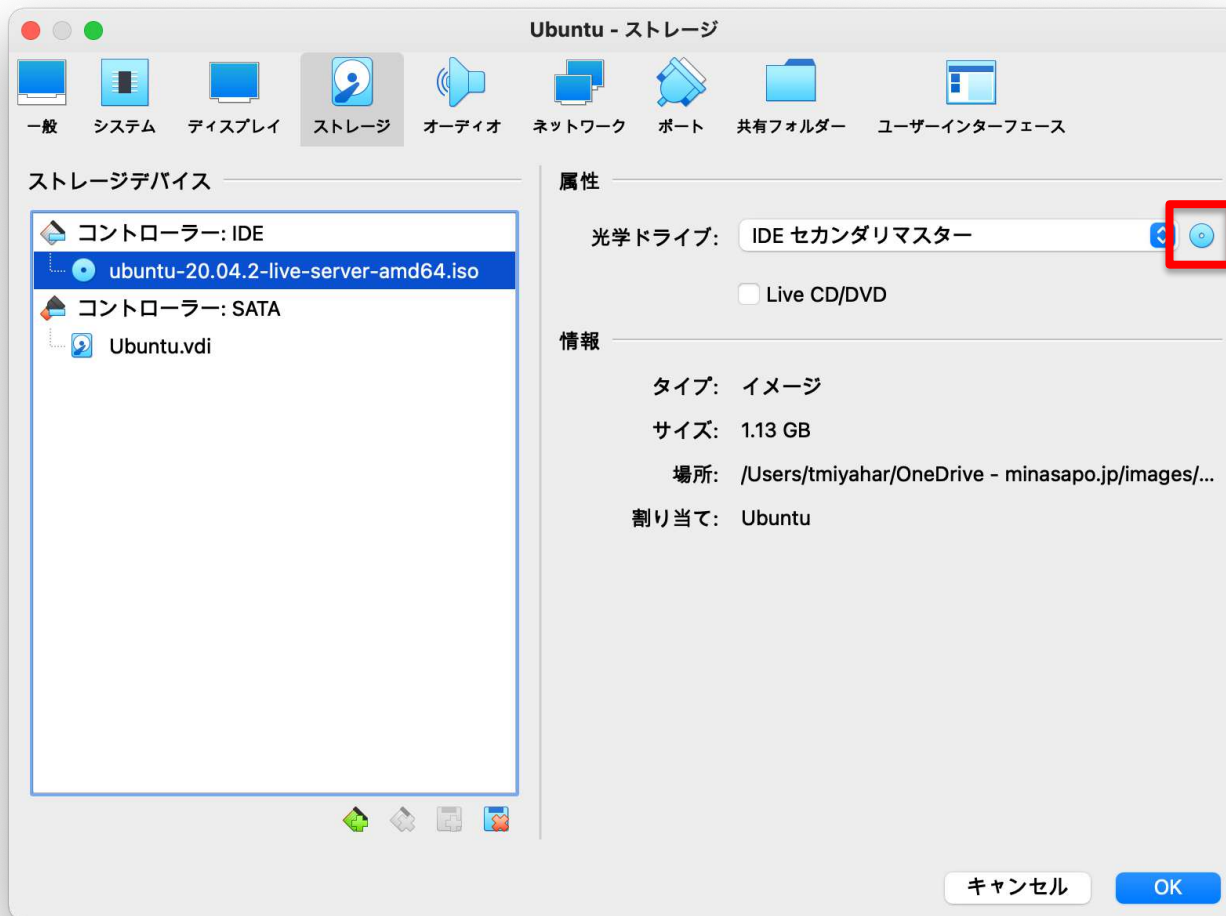 Ubuntu - ストレージ
一般 システム ディスプレイ ストレージ オーディオ ネットワーク ポート 共有フォルダー ユーザーインターフェース
ストレージデバイス
コントローラー: IDE
ubuntu-20.04.2-live-server-amd64.iso
コントローラー: SATA
Ubuntu.vdi
属性
光学ドライブ: IDE セカンダリマスター
Live CD/DVD
情報
タイプ: イメージ
サイズ: 1.13 GB
場所: /Users/tmiyahar/OneDrive - minasapo.jp/images/...
割り当て: Ubuntu
キャンセル OK